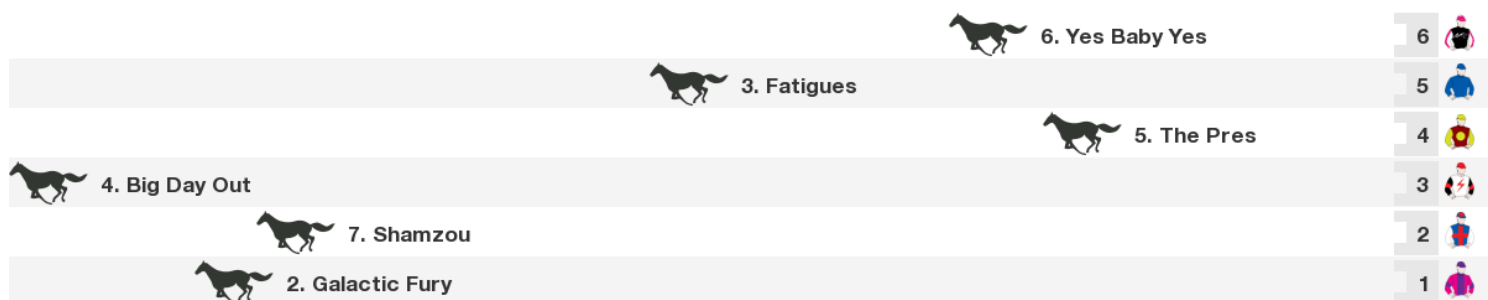 6. Yes Baby Yes 6
3. Fatigues 5
5. The Pres 4
4. Big Day Out 3
7. Shamzou 2
2. Galactic Fury 1